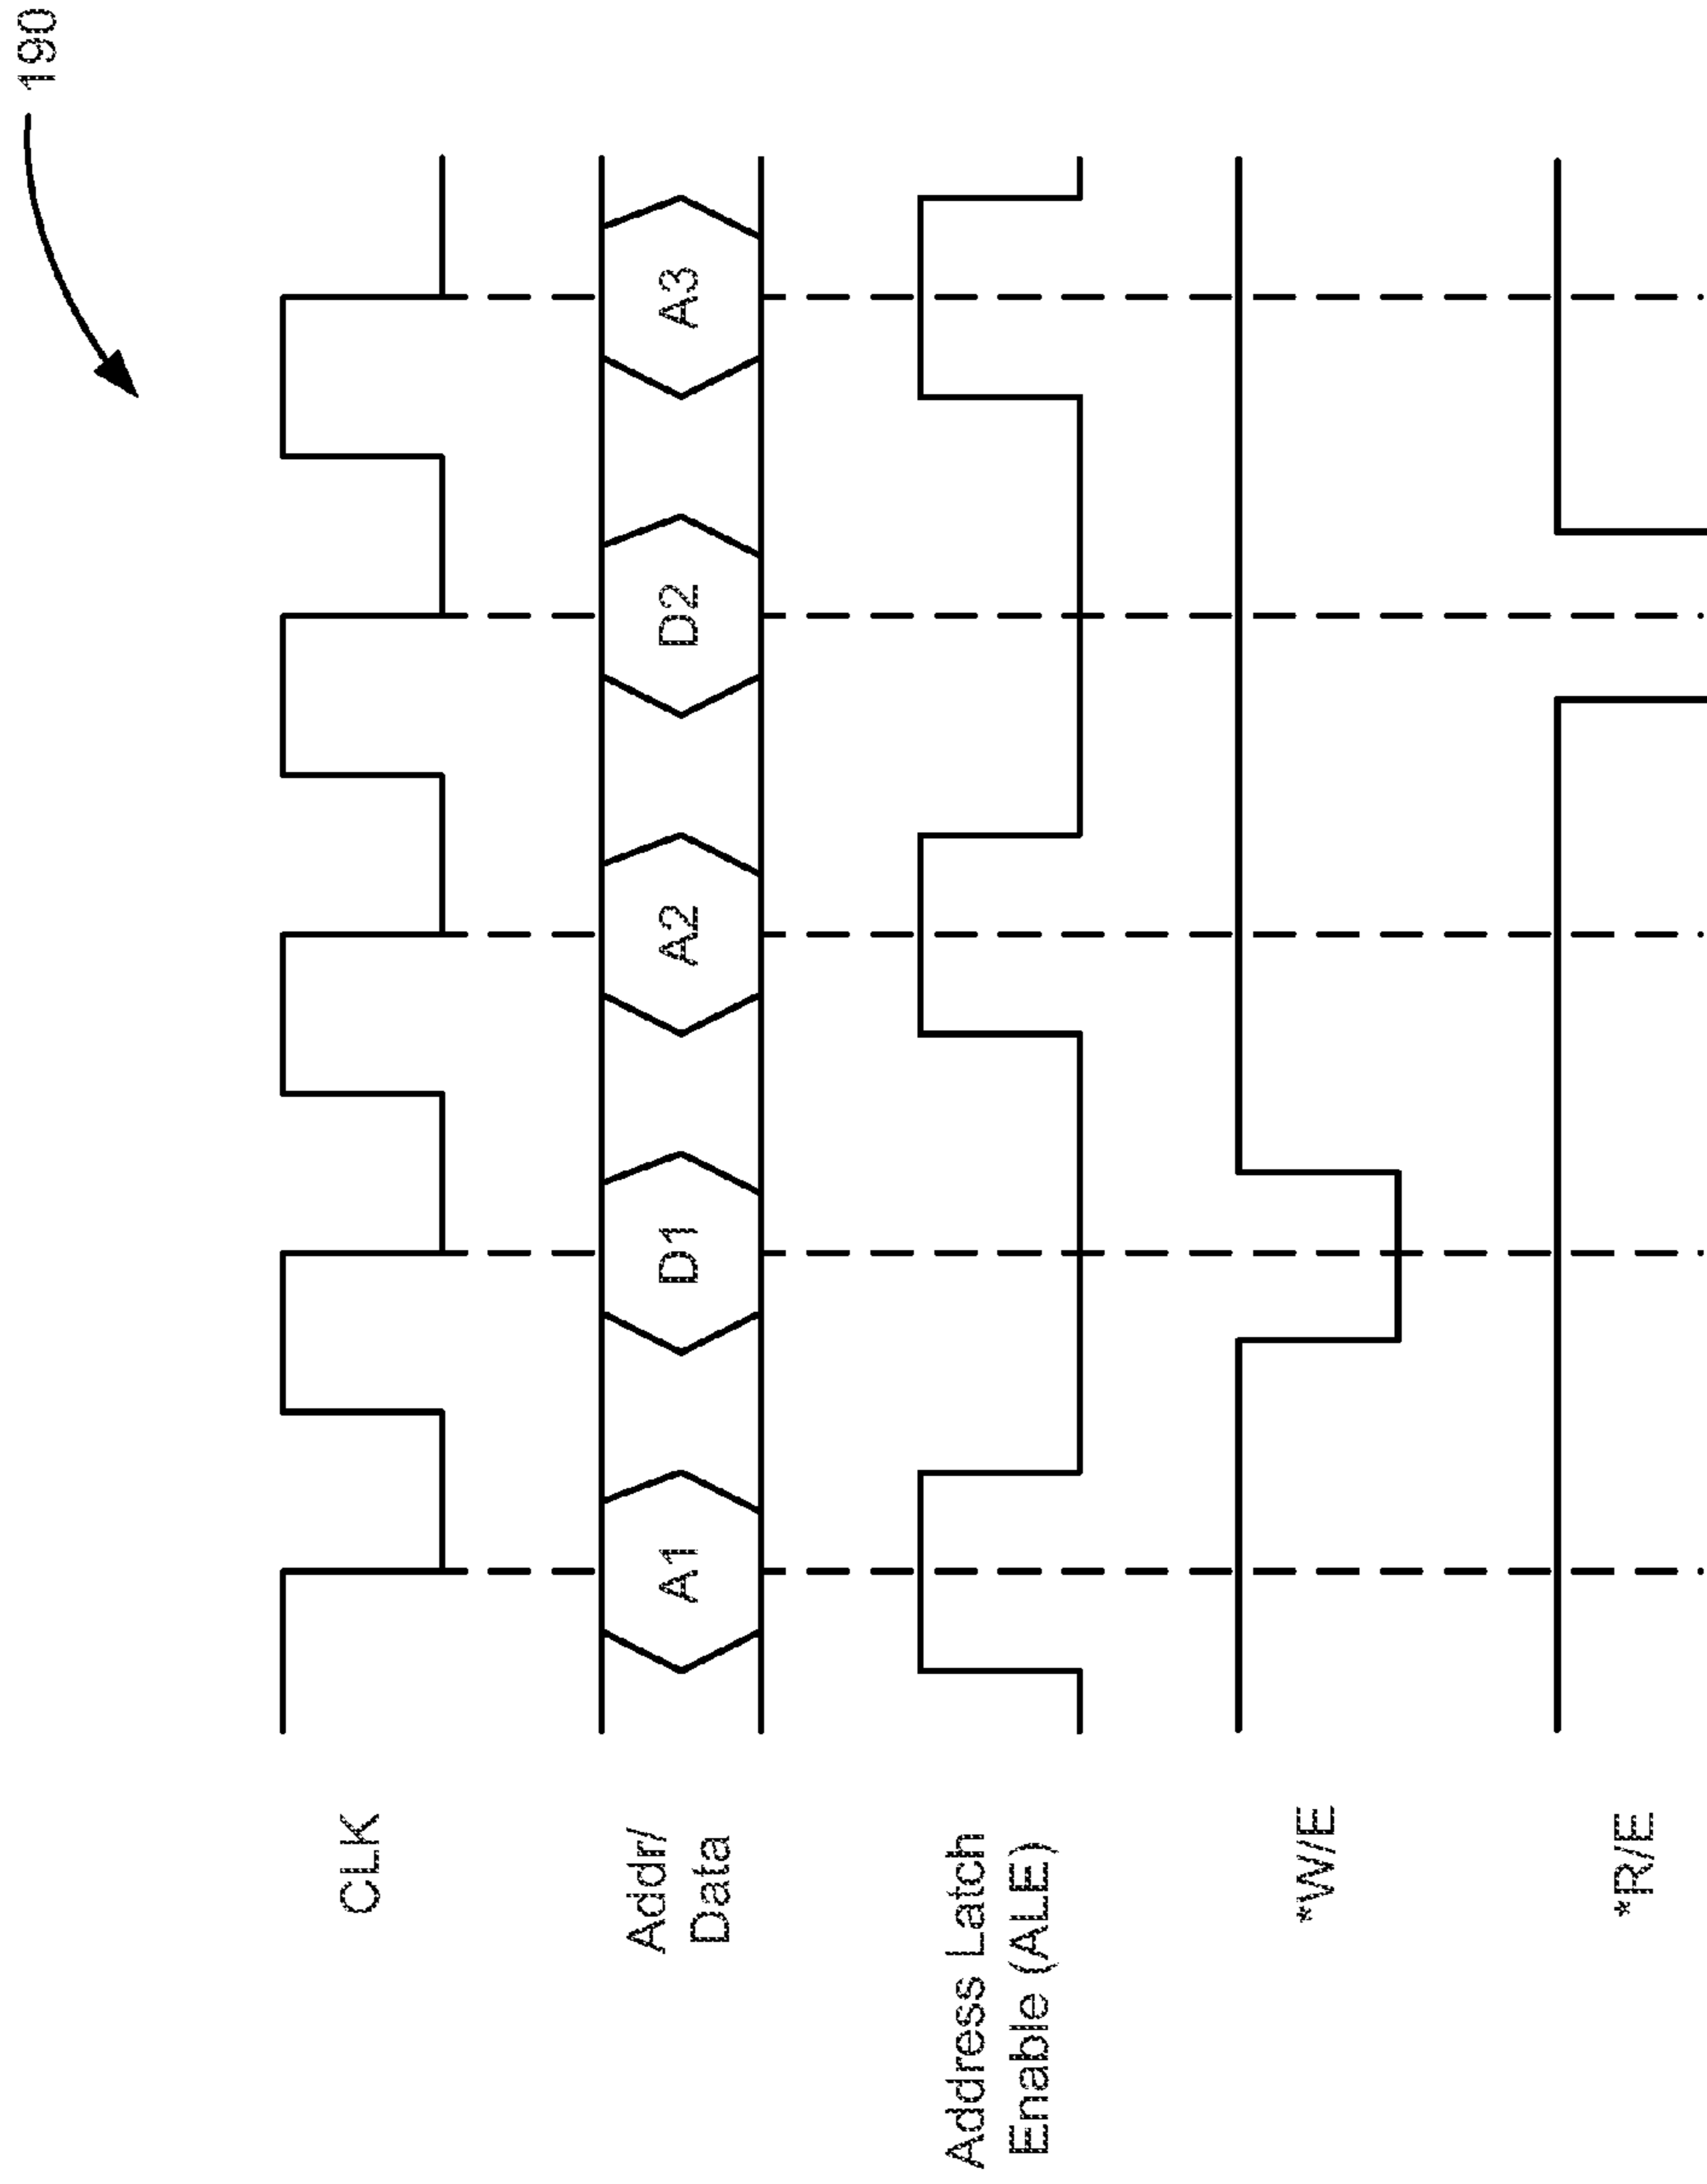 190
CLK
Addr/
Data
A1
D1
A2
D2
A3
Address Latch
Enable (ALE)
*W/E
*R/E